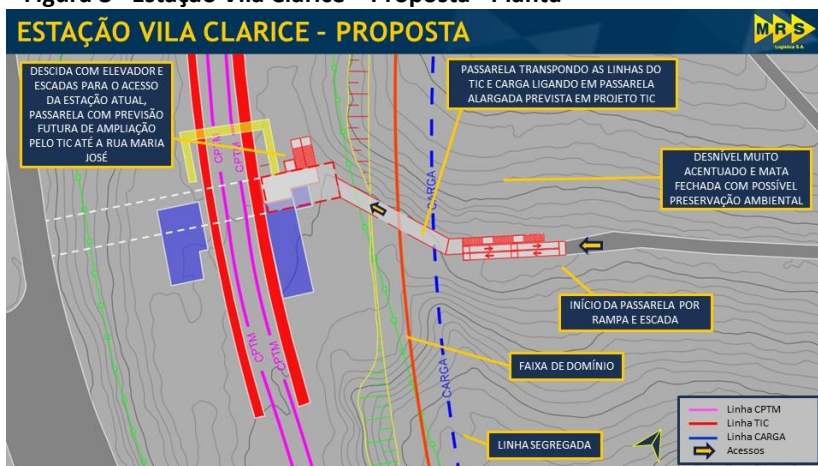 Figura 3 - Estação Vila Clarice – Proposta - Planta
ESTAÇÃO VILA CLARICE – PROPOSTA
MRS
Logística S.A.
DESCIDA COM ELEVADOR E
ESCADAS PARA O ACESSO
DA ESTAÇÃO ATUAL,
PASSARELA COM PREVISÃO
FUTURA DE AMPLIAÇÃO
PELO TIC ATÉ A RUA MARIA
JOSÉ
PASSARELA TRANSPONDO AS LINHAS DO
TIC E CARGA LIGANDO EM PASSARELA
ALARGADA PREVISTA EM PROJETO TIC
DESNÍVEL MUITO
ACENTUADO E MATA
FECHADA COM POSSÍVEL
PRESERVAÇÃO AMBIENTAL
CPTM
CPTM
CARGA
INÍCIO DA PASSARELA POR
RAMPA E ESCADA
CPTM
CPTM
CARGA
FAIXA DE DOMÍNIO
LINHA SEGREGADA
Linha CPTM
Linha TIC
Linha CARGA
Acessos